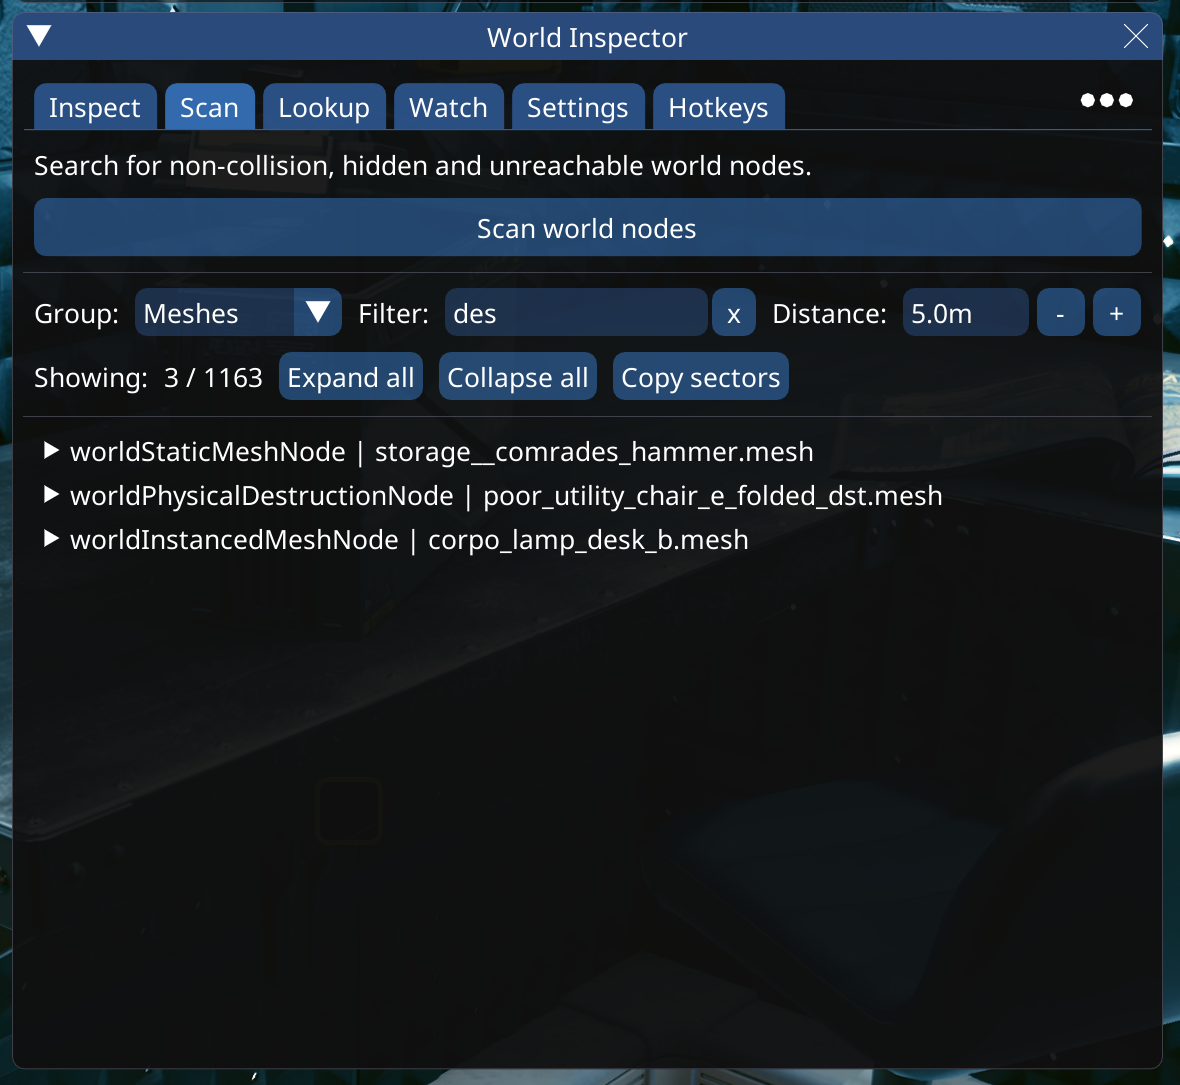 World Inspector
Inspect Scan Lookup Watch Settings Hotkeys
Search for non-collision, hidden and unreachable world nodes.
Scan world nodes
Group: Meshes Filter: des x Distance: 5.0m - +
Showing: 3 / 1163 Expand all Collapse all Copy sectors
worldStaticMeshNode | storage__comrades_hammer.mesh
worldPhysicalDestructionNode | poor_utility_chair_e_folded_dst.mesh
worldInstancedMeshNode | corpo_lamp_desk_b.mesh